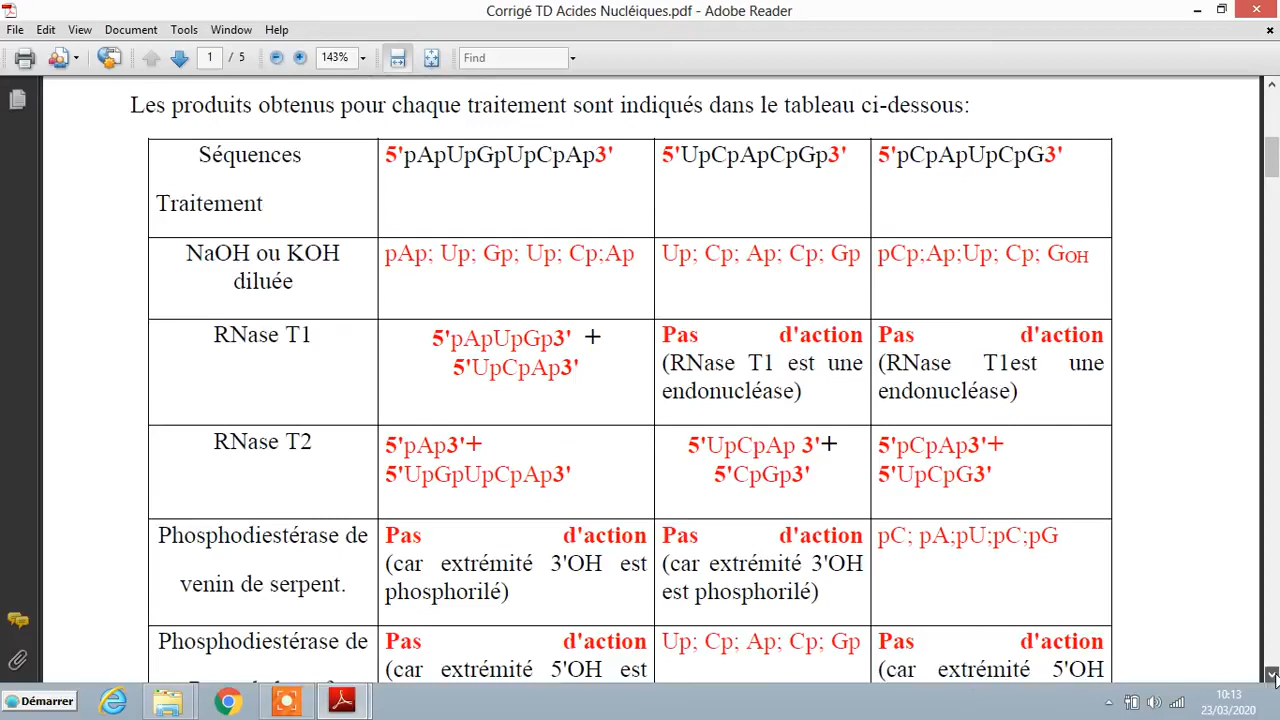 Corrigé TD Acides Nucléiques.pdf - Adobe Reader
File Edit View Document Tools Window Help
1 / 5 143% Find
Les produits obtenus pour chaque traitement sont indiqués dans le tableau ci-dessous:
Séquences
Traitement
5'pApUpGpUpCpAp3'
5'UpCpApCpGp3'
5'pCpApUpCpG3'
NaOH ou KOH
diluée
pAp; Up; Gp; Up; Cp;Ap
Up; Cp; Ap; Cp; Gp
pCp;Ap;Up; Cp; GOH
RNase T1
5'pApUpGp3' +
5'UpCpAp3'
Pas d'action
(RNase T1 est une
endonucléase)
Pas d'action
(RNase T1est une
endonucléase)
RNase T2
5'pAp3'+
5'UpGpUpCpAp3'
5'UpCpAp 3'+
5'CpGp3'
5'pCpAp3'+
5'UpCpG3'
Phosphodiestérase de
venin de serpent.
Pas d'action
(car extrémité 3'OH est
phosphorilé)
Pas d'action
(car extrémité 3'OH
est phosphorilé)
pC; pA;pU;pC;pG
Phosphodiestérase de
Pas d'action
(car extrémité 5'OH est
Up; Cp; Ap; Cp; Gp
Pas d'action
(car extrémité 5'OH
Démarrer
10:13
23/03/2020